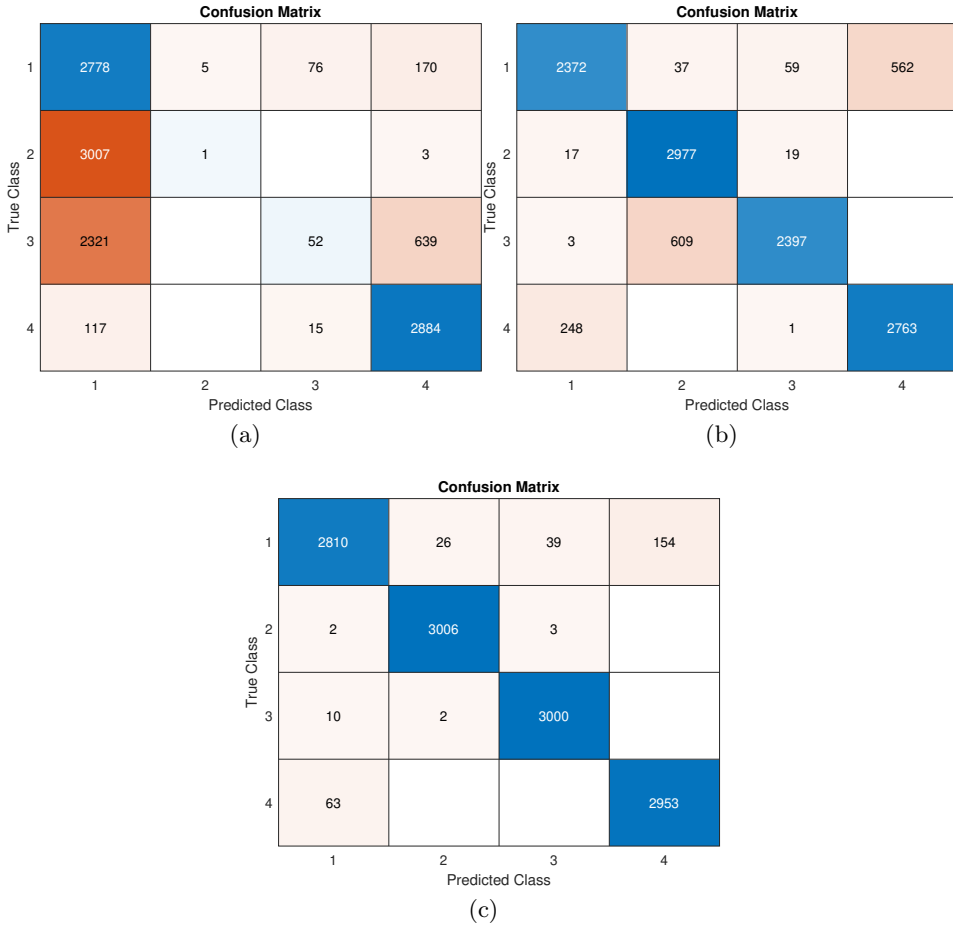 Confusion Matrix
1 2778 5 76 170
2 3007 1 3
3 2321 52 639
4 117 15 2884
1 2 3 4
Predicted Class
True Class
(a)
Confusion Matrix
1 2372 37 59 562
2 17 2977 19
3 3 609 2397
4 248 1 2763
1 2 3 4
Predicted Class
True Class
(b)
Confusion Matrix
1 2810 26 39 154
2 2 3006 3
3 10 2 3000
4 63 2953
1 2 3 4
Predicted Class
True Class
(c)